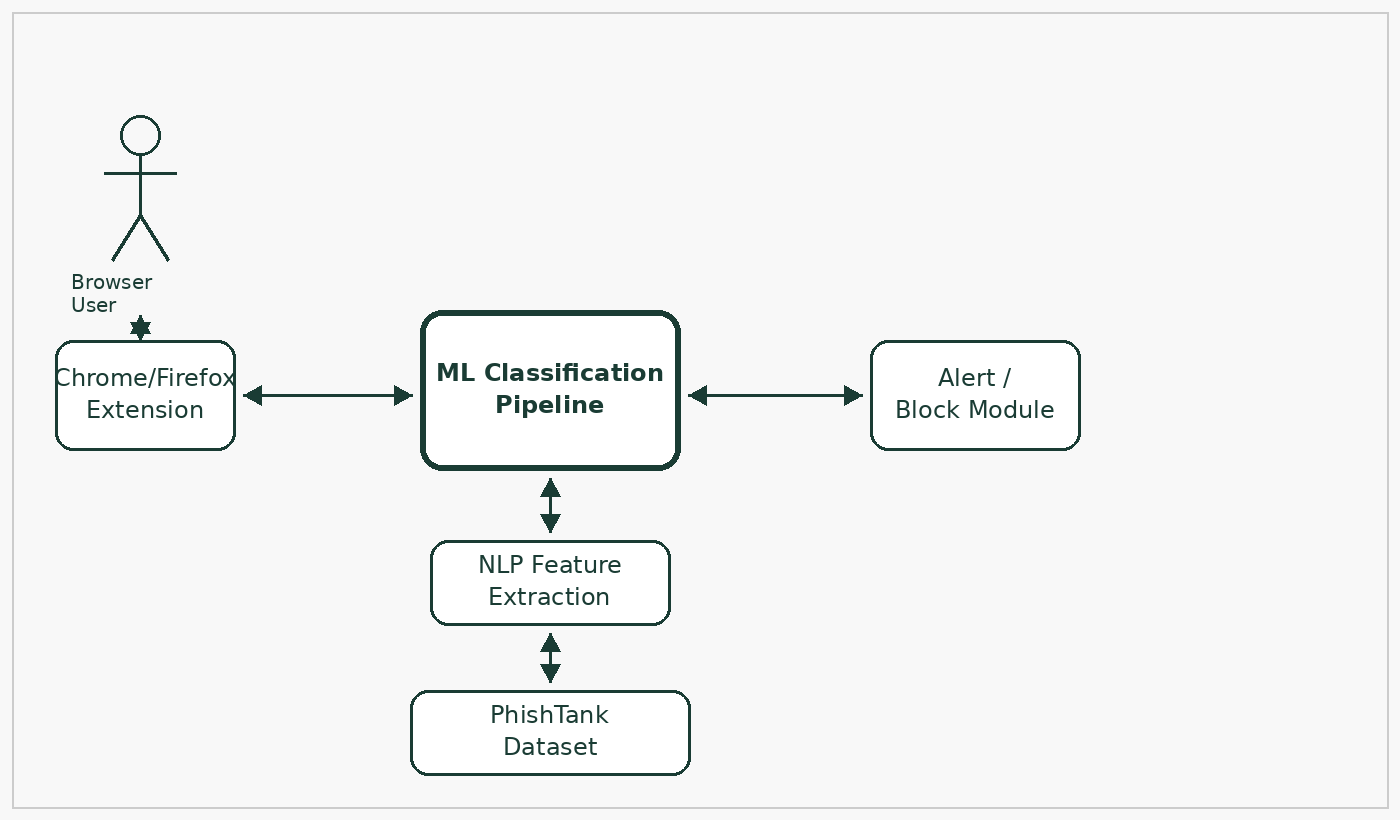 Browser
User
Chrome/Firefox
Extension
ML Classification
Pipeline
Alert /
Block Module
NLP Feature
Extraction
PhishTank
Dataset